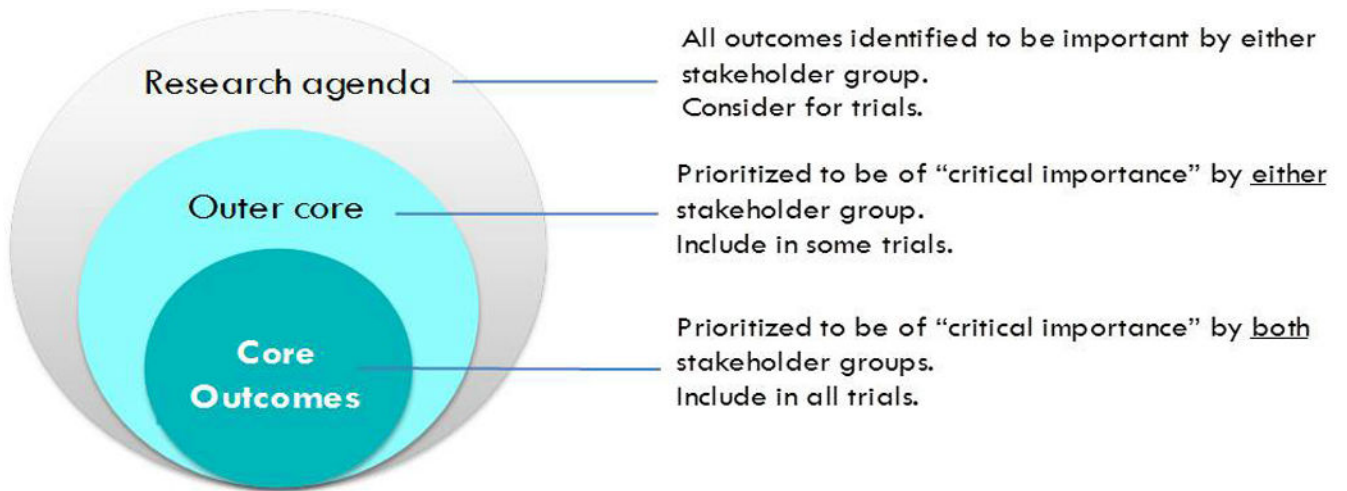 Research agenda
All outcomes identified to be important by either
stakeholder group.
Consider for trials.
Outer core
Prioritized to be of “critical importance” by either
stakeholder group.
Include in some trials.
Core
Outcomes
Prioritized to be of “critical importance” by both
stakeholder groups.
Include in all trials.